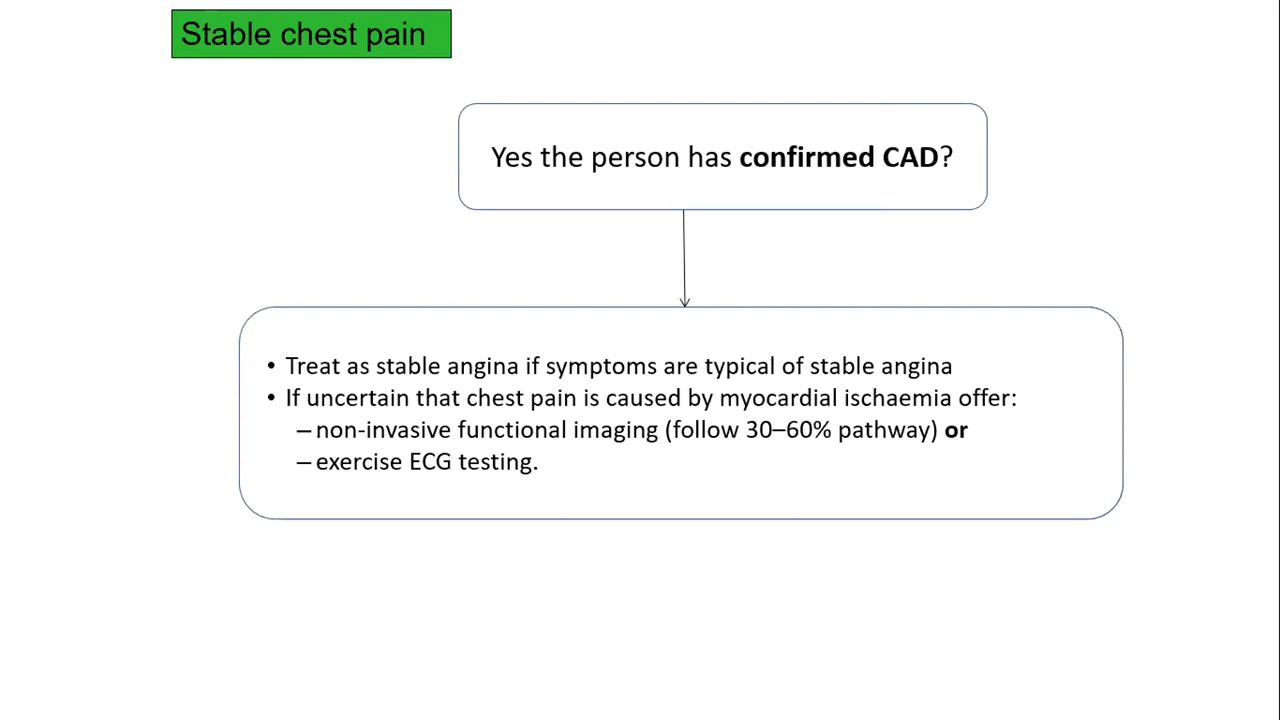 Stable chest pain
Yes the person has confirmed CAD?
• Treat as stable angina if symptoms are typical of stable angina
• If uncertain that chest pain is caused by myocardial ischaemia offer:
– non-invasive functional imaging (follow 30–60% pathway) or
– exercise ECG testing.